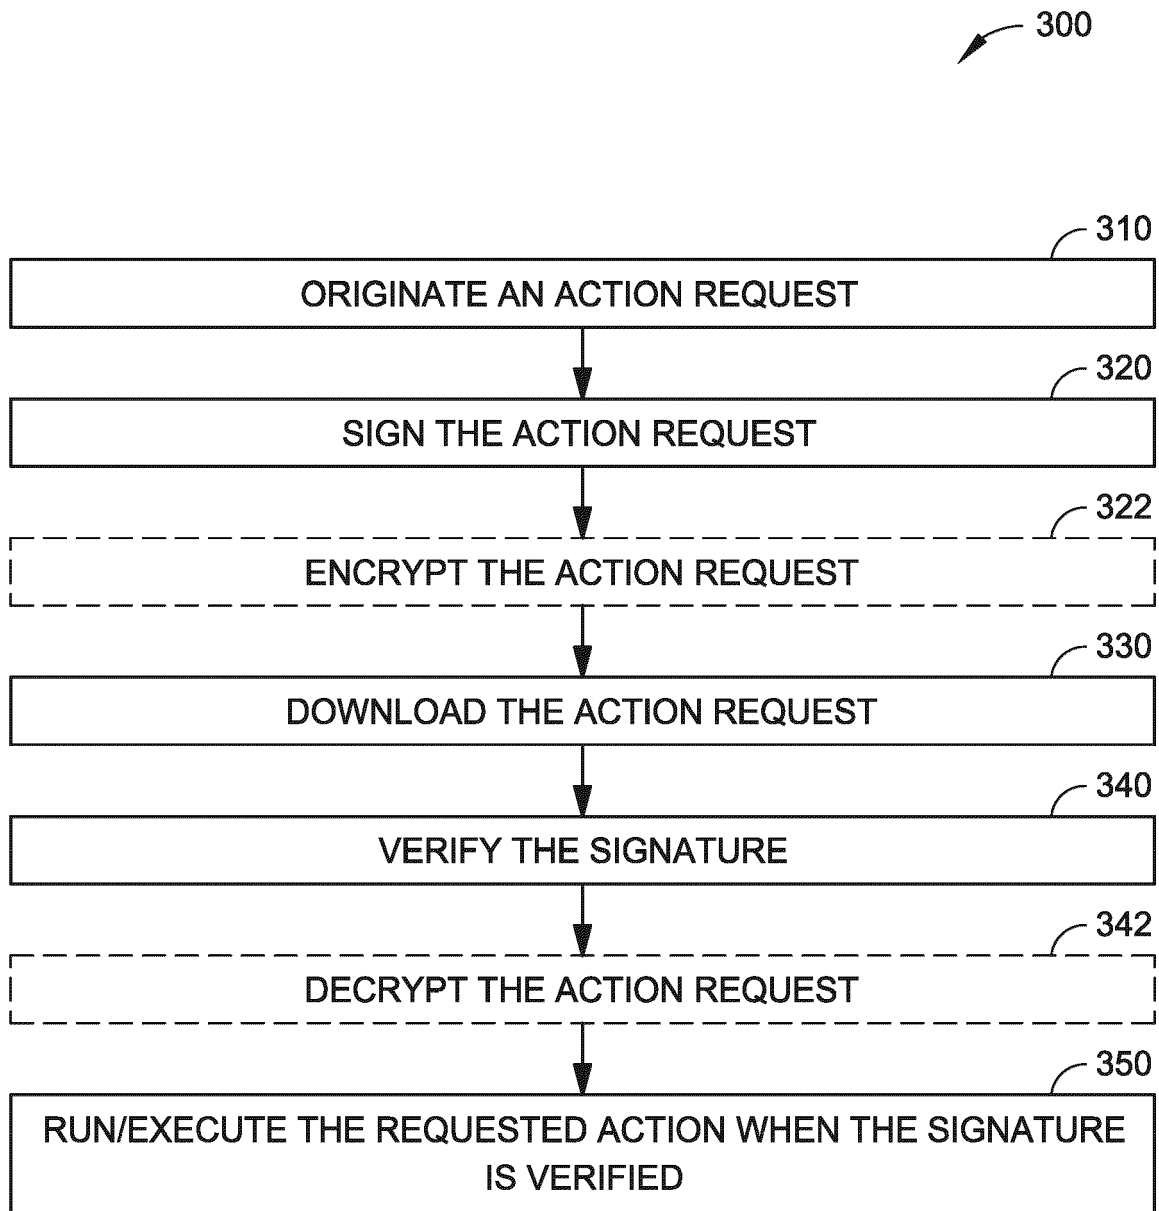 300
310
ORIGINATE AN ACTION REQUEST
320
SIGN THE ACTION REQUEST
322
ENCRYPT THE ACTION REQUEST
330
DOWNLOAD THE ACTION REQUEST
340
VERIFY THE SIGNATURE
342
DECRYPT THE ACTION REQUEST
350
RUN/EXECUTE THE REQUESTED ACTION WHEN THE SIGNATURE
IS VERIFIED